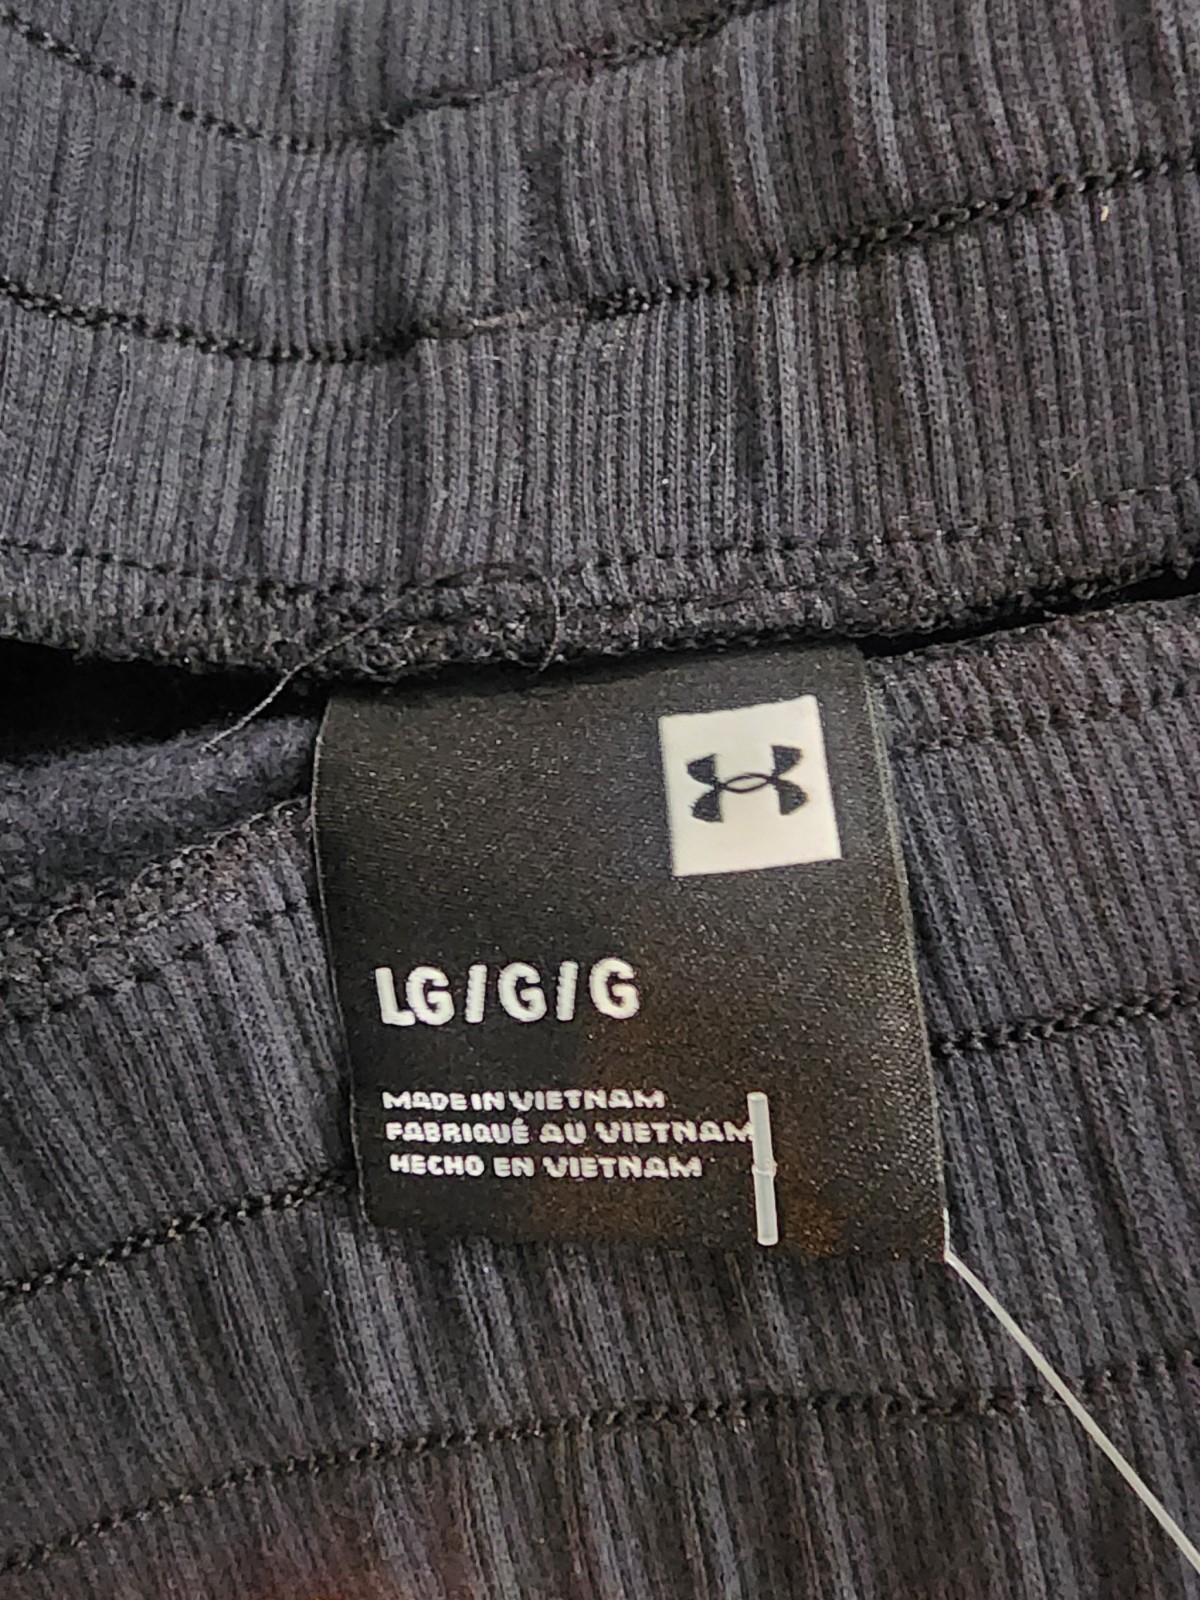 LG/G/G
MADE IN VIETNAM
FABRIQUÉ AU VIETNAM
HECHO EN VIETNAM